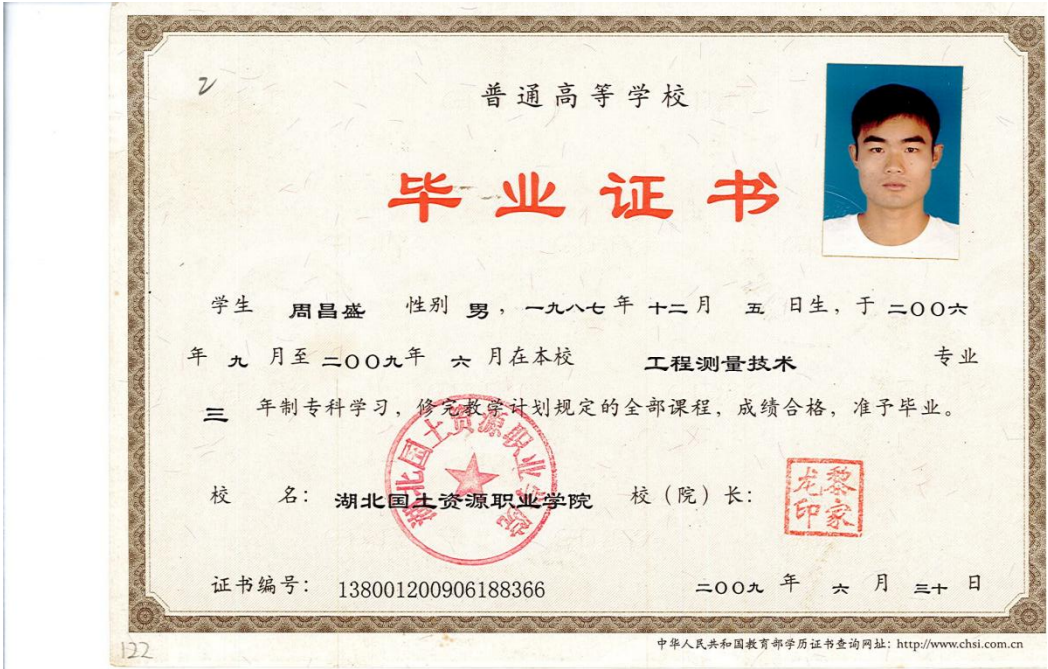 2
普通高等学校
毕业证书
学生 周昌盛 性别 男，一九八七年 十二月 五 日生，于 二〇〇六
年 九 月至 二〇〇九年 六 月在本校 工程测量技术 专业
三 年制专科学习，修完教学计划规定的全部课程，成绩合格，准予毕业。
湖北国土资源职业学院
校 名：湖北国土资源职业学院 校（院）长：
龙黎
印家
证书编号：138001200906188366 二〇〇九 年 六 月 三十 日
122 中华人民共和国教育部学历证书查询网址：http://www.chsi.com.cn